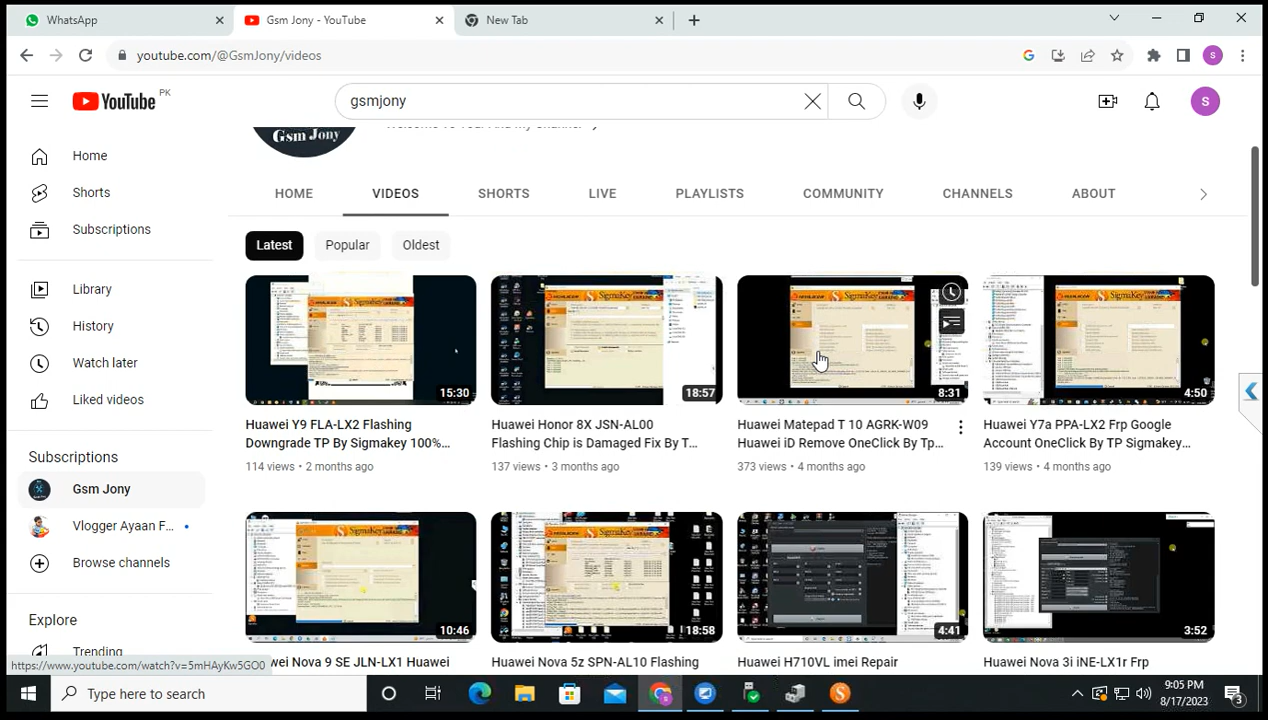 WhatsApp
Gsm Jony - YouTube
New Tab
youtube.com/@GsmJony/videos
YouTube PK
gsmjony
S
Gsm Jony
Home
Shorts
Subscriptions
HOME
VIDEOS
SHORTS
LIVE
PLAYLISTS
COMMUNITY
CHANNELS
ABOUT
Latest
Popular
Oldest
Library
History
Watch later
Liked videos
Subscriptions
Gsm Jony
Vlogger Ayaan F...
Browse channels
Explore
Trending
15:30
Huawei Y9 FLA-LX2 Flashing
Downgrade TP By Sigmakey 100%...
114 views • 2 months ago
18:57
Huawei Honor 8X JSN-AL00
Flashing Chip is Damaged Fix By T...
137 views • 3 months ago
8:31
Huawei Matepad T 10 AGRK-W09
Huawei iD Remove OneClick By Tp...
373 views • 4 months ago
4:50
Huawei Y7a PPA-LX2 Frp Google
Account OneClick By TP Sigmakey...
139 views • 4 months ago
10:46
18:58
4:41
3:52
Nova 9 SE JLN-LX1 Huawei
Huawei Nova 5z SPN-AL10 Flashing
Huawei H710VL imei Repair
Huawei Nova 3i iNE-LX1r Frp
https://www.youtube.com/watch?v=5mHAyKw5GO0
Type here to search
9:05 PM
8/17/2023
3